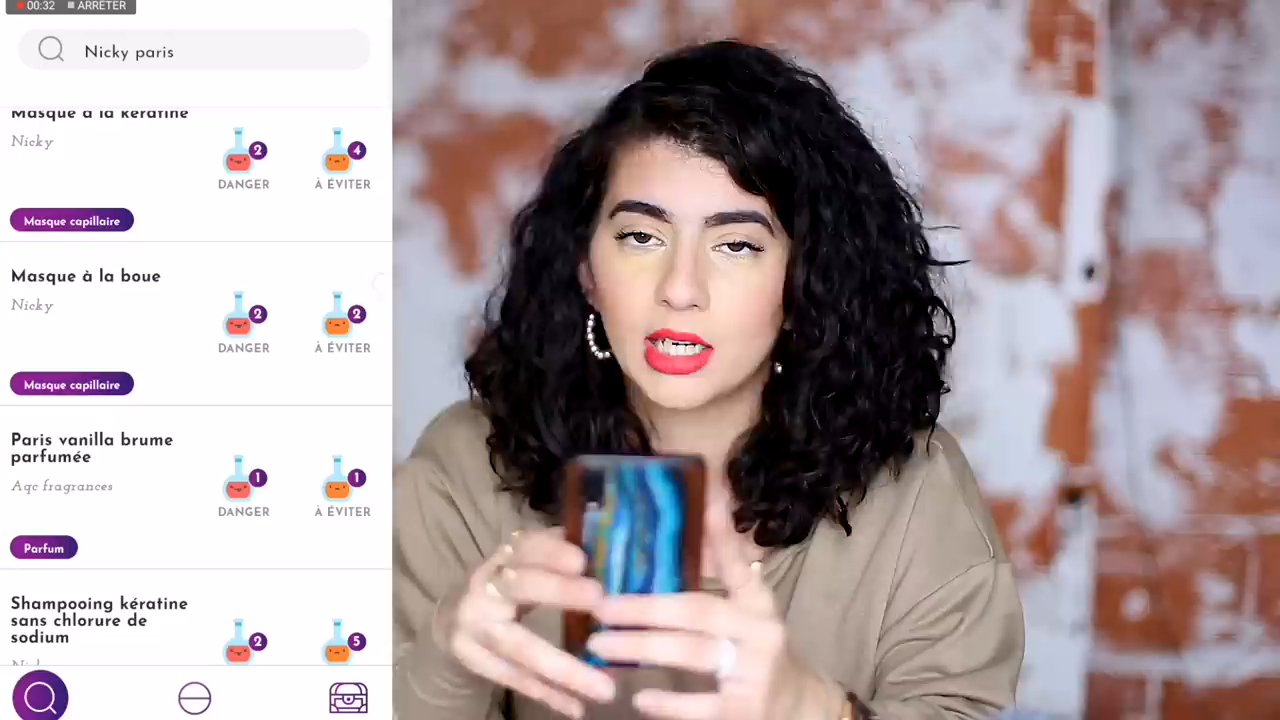 00:32 ARRÊTER
Nicky paris
Masque à la kératine
Nicky
2
4
DANGER
À ÉVITER
Masque capillaire
Masque à la boue
Nicky
2
2
DANGER
À ÉVITER
Masque capillaire
Paris vanilla brume
parfumée
Aqc fragrances
1
1
DANGER
À ÉVITER
Parfum
Shampooing kératine
sans chlorure de
sodium
2
5